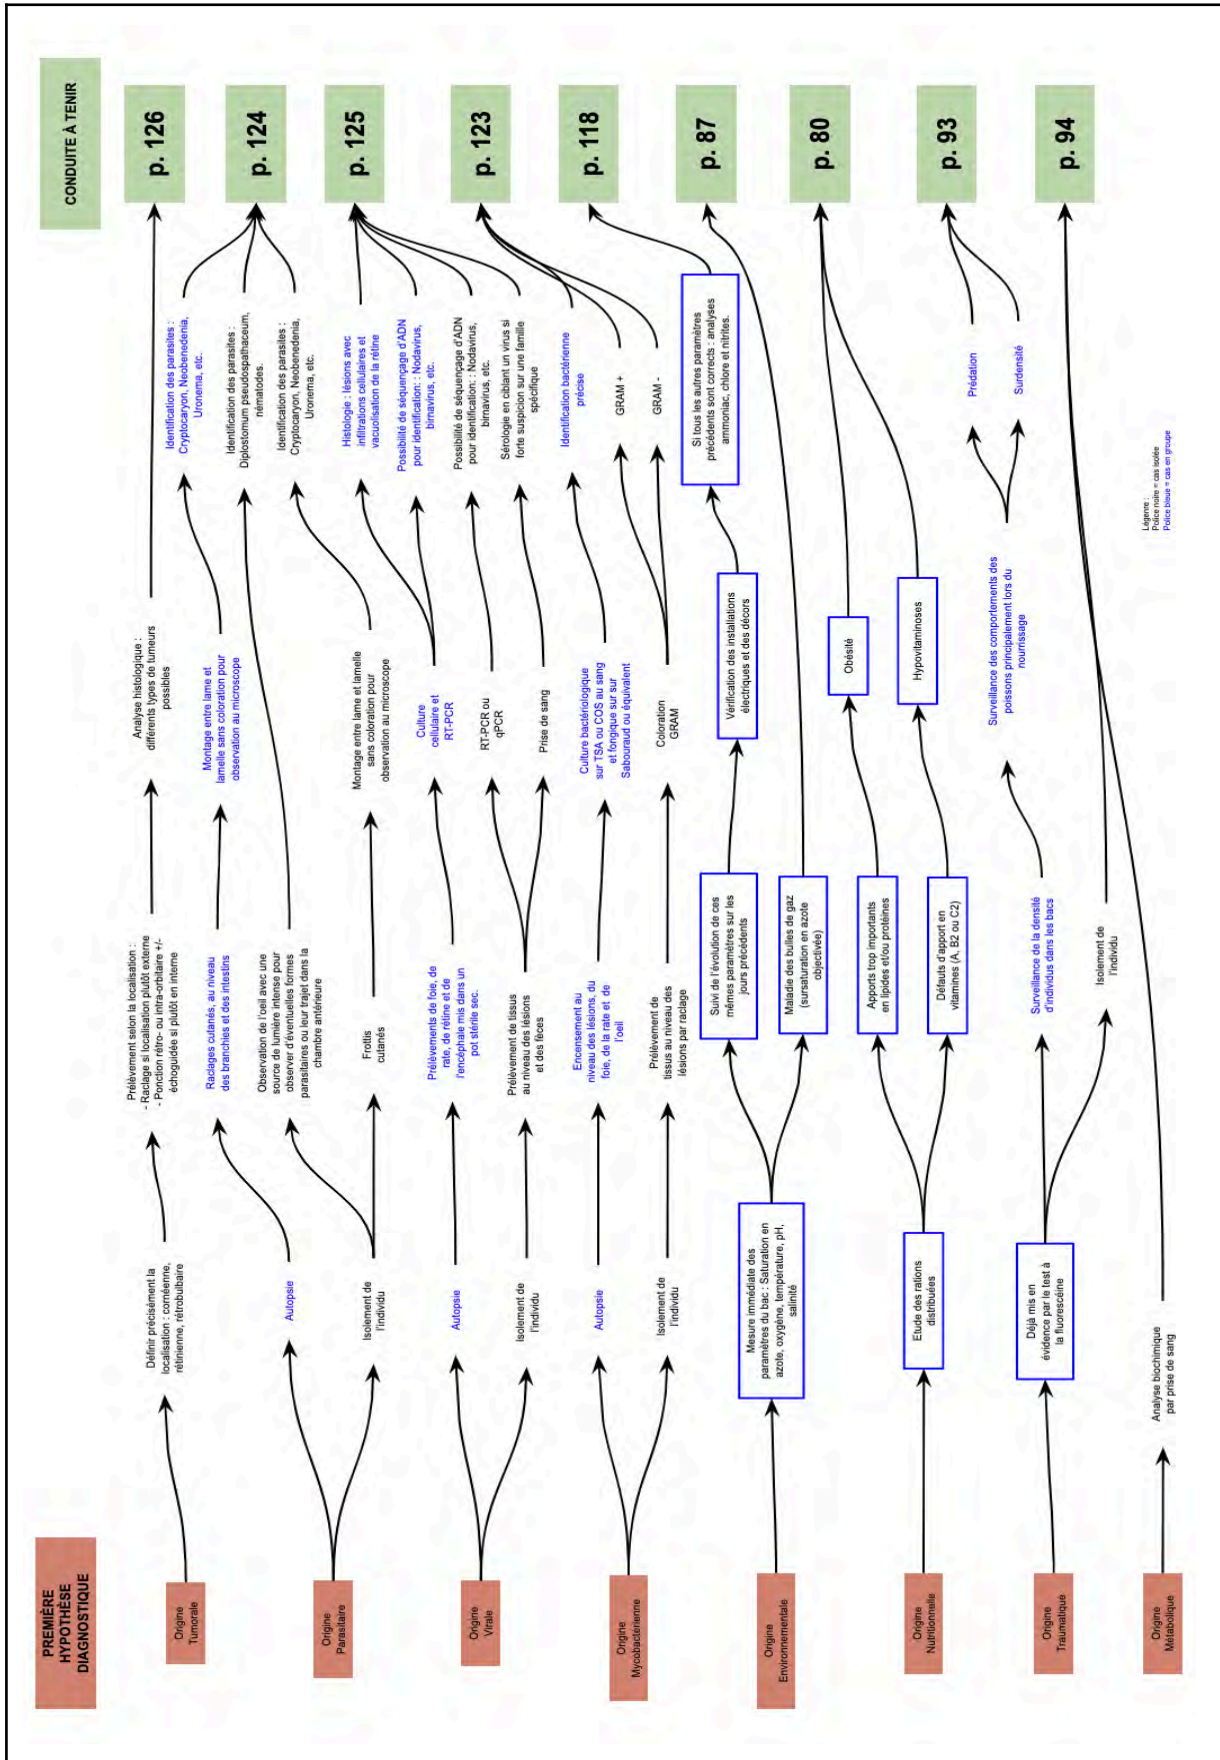 PREMIÈRE
HYPOTHÈSE
DIAGNOSTIQUE
CONDUITE À TENIR
Origine
Tumorale
Définir précisément la
localisation : cornéenne,
rétinienne, rétrobulbaire
Prélèvement selon la localisation :
- Raclage si localisation plutôt externe
- Ponction rétro- ou intra-orbitaire +/-
échoguidée si plutôt en interne
Analyse histologique :
différents types de tumeurs
possibles
p. 126
Origine
Parasitaire
Autopsie
Raclages cutanés, au niveau
des branchies et des intestins
Montage entre lame et
lamelle sans coloration pour
observation au microscope
Identification des parasites :
Cryptocaryon, Neobenedenia,
Uronema, etc.
Isolement de
l'individu
Observation de l'oeil avec une
source de lumière intense pour
observer d'éventuelles formes
parasitaires ou leur trajet dans la
chambre antérieure
Identification des parasites :
Diplostomum pseudospathaceum,
nématodes.
Frottis
cutanés
Montage entre lame et lamelle
sans coloration pour
observation au microscope
Identification des parasites :
Cryptocaryon, Neobenedenia,
Uronema, etc.
p. 124
Origine
Virale
Autopsie
Prélèvements de foie, de
rate, de rétine et de
l'encéphale mis dans un
pot stérile sec.
Culture
cellulaire et
RT-PCR
Histologie : lésions avec
infiltrations cellulaires et
vacuolisation de la rétine
Possibilité de séquençage d'ADN
pour identification: : Nodavirus,
birnavirus, etc.
Isolement de
l'individu
Prélèvement de tissus
au niveau des lésions
et des fèces
RT-PCR ou
qPCR
Possibilité de séquençage d'ADN
pour identification: : Nodavirus,
birnavirus, etc.
Prise de sang
Sérologie en ciblant un virus si
forte suspicion sur une famille
spécifique
p. 125
Origine
Mycobactérienne
Autopsie
Encensement au
niveau des lésions, du
foie, de la rate et de
l'oeil
Culture bactériologique
sur TSA ou COS au sang
et fongique sur sur
Sabouraud ou équivalent
Identification bactérienne
précise
Isolement de
l'individu
Prélèvement de
tissus au niveau des
lésions par raclage
Coloration
GRAM
GRAM +
GRAM -
p. 123
Origine
Environnementale
Mesure immédiate des
paramètres du bac : Saturation en
azote, oxygène, température, pH,
salinité
Suivi de l'évolution de ces
mêmes paramètres sur les
jours précédents
Vérification des installations
électriques et des décors
Si tous les autres paramètres
précédents sont corrects : analyses
ammoniac, chlore et nitrites.
p. 118
Maladie des bulles de gaz
(sursaturation en azote
objectivée)
p. 87
Origine
Nutritionnelle
Etude des rations
distribuées
Apports trop importants
en lipides et/ou protéines
Obésité
Défauts d'apport en
vitamines (A, B2 ou C2)
Hypovitaminoses
p. 80
Origine
Traumatique
Déjà mis en
évidence par le test à
la fluorescéine
Surveillance de la densité
d'individus dans les bacs
Surveillance des comportements des
poissons principalement lors du
nourrissage
Prédation
Surdensité
p. 93
Isolement de
l'individu
p. 94
Origine
Métabolique
Analyse biochimique
par prise de sang
Légende :
Police noire = cas isolée
Police bleue = cas en groupe